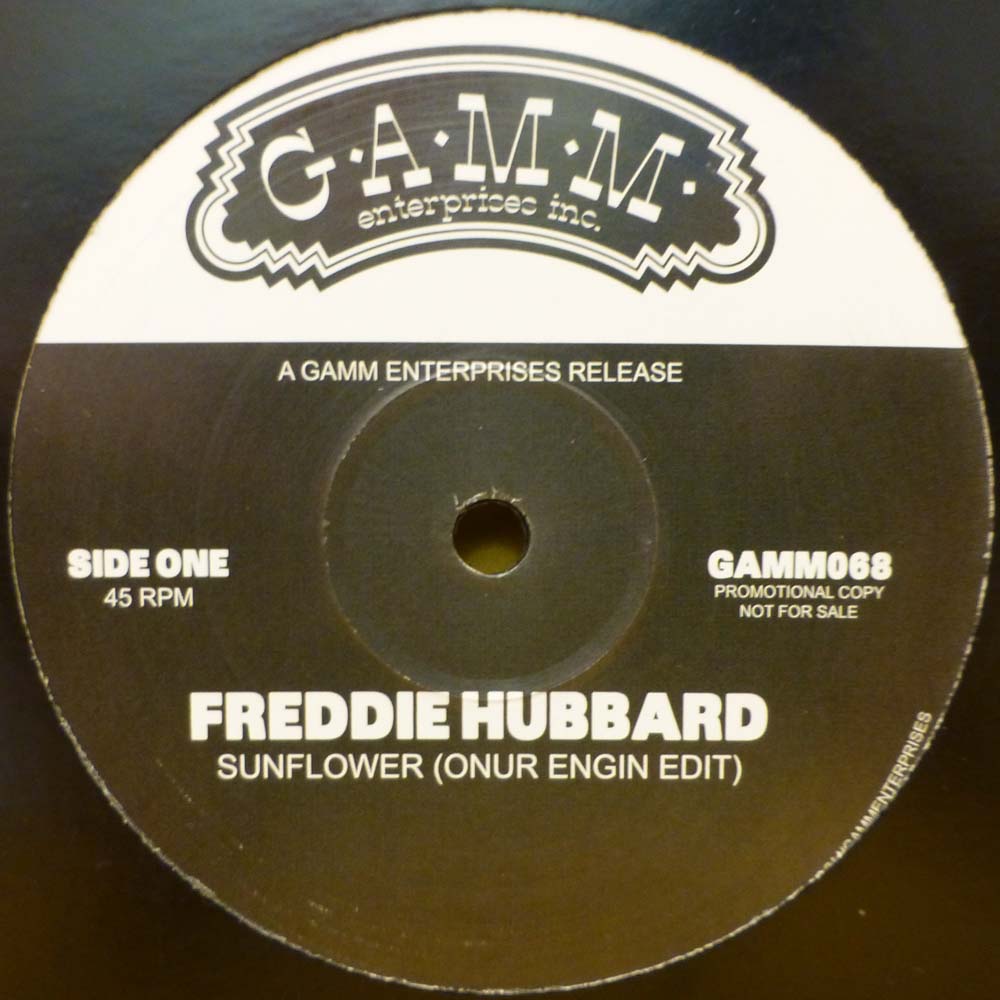 G·A·M·M·
enterprises inc.
A GAMM ENTERPRISES RELEASE
SIDE ONE
45 RPM
GAMM068
PROMOTIONAL COPY
NOT FOR SALE
FREDDIE HUBBARD
SUNFLOWER (ONUR ENGIN EDIT)